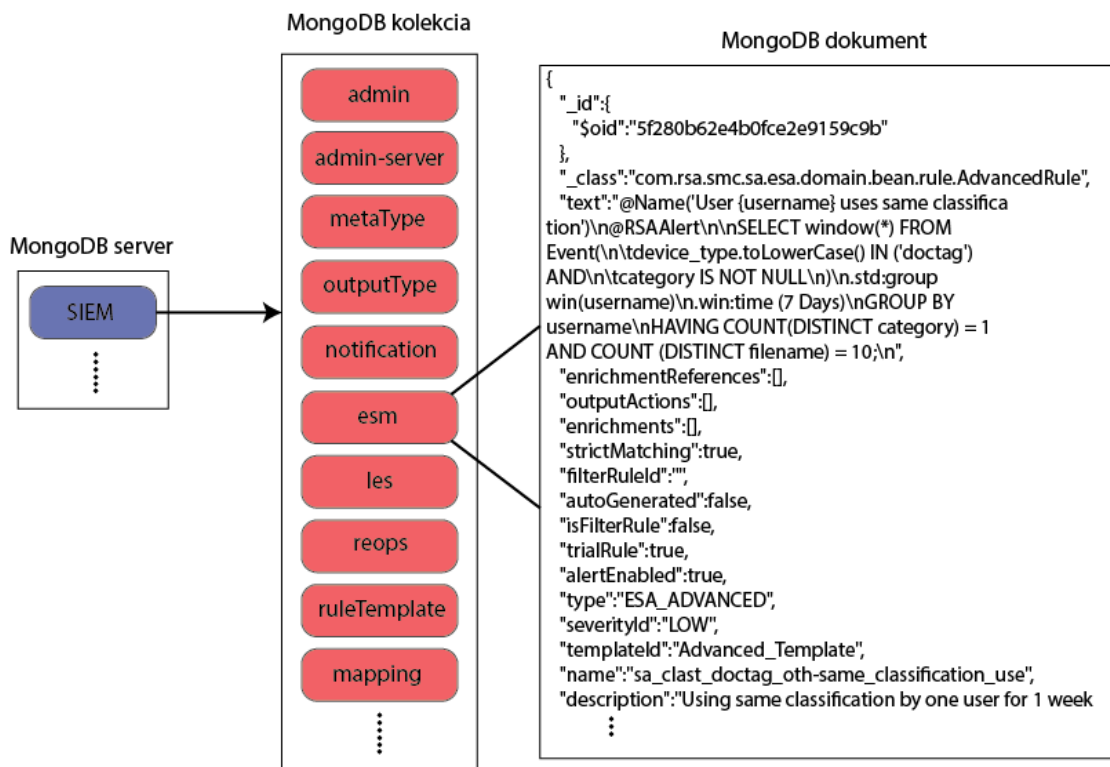 MongoDB server
SIEM
MongoDB kolekcia
admin
admin-server
metaType
outputType
notification
esm
les
reops
ruleTemplate
mapping
MongoDB dokument
{
"_id":{
"$oid":"5f280b62e4b0fce2e9159c9b"
},
"_class":"com.rsa.smc.sa.esa.domain.bean.rule.AdvancedRule",
"text":"@Name('User {username} uses same classifica
tion')\n@RSAAlert\n\nSELECT window(*) FROM
Event(\n\tdevice_type.toLowerCase() IN ('doctag')
AND\n\tcategory IS NOT NULL\n)\n.std:group
win(username)\n.win:time (7 Days)\nGROUP BY
username\nHAVING COUNT(DISTINCT category) = 1
AND COUNT (DISTINCT filename) = 10;\n",
"enrichmentReferences":[],
"outputActions":[],
"enrichments":[],
"strictMatching":true,
"filterRuleId":"",
"autoGenerated":false,
"isFilterRule":false,
"trialRule":true,
"alertEnabled":true,
"type":"ESA_ADVANCED",
"severityId":"LOW",
"templateId":"Advanced_Template",
"name":"sa_clast_doctag_oth-same_classification_use",
"description":"Using same classification by one user for 1 week